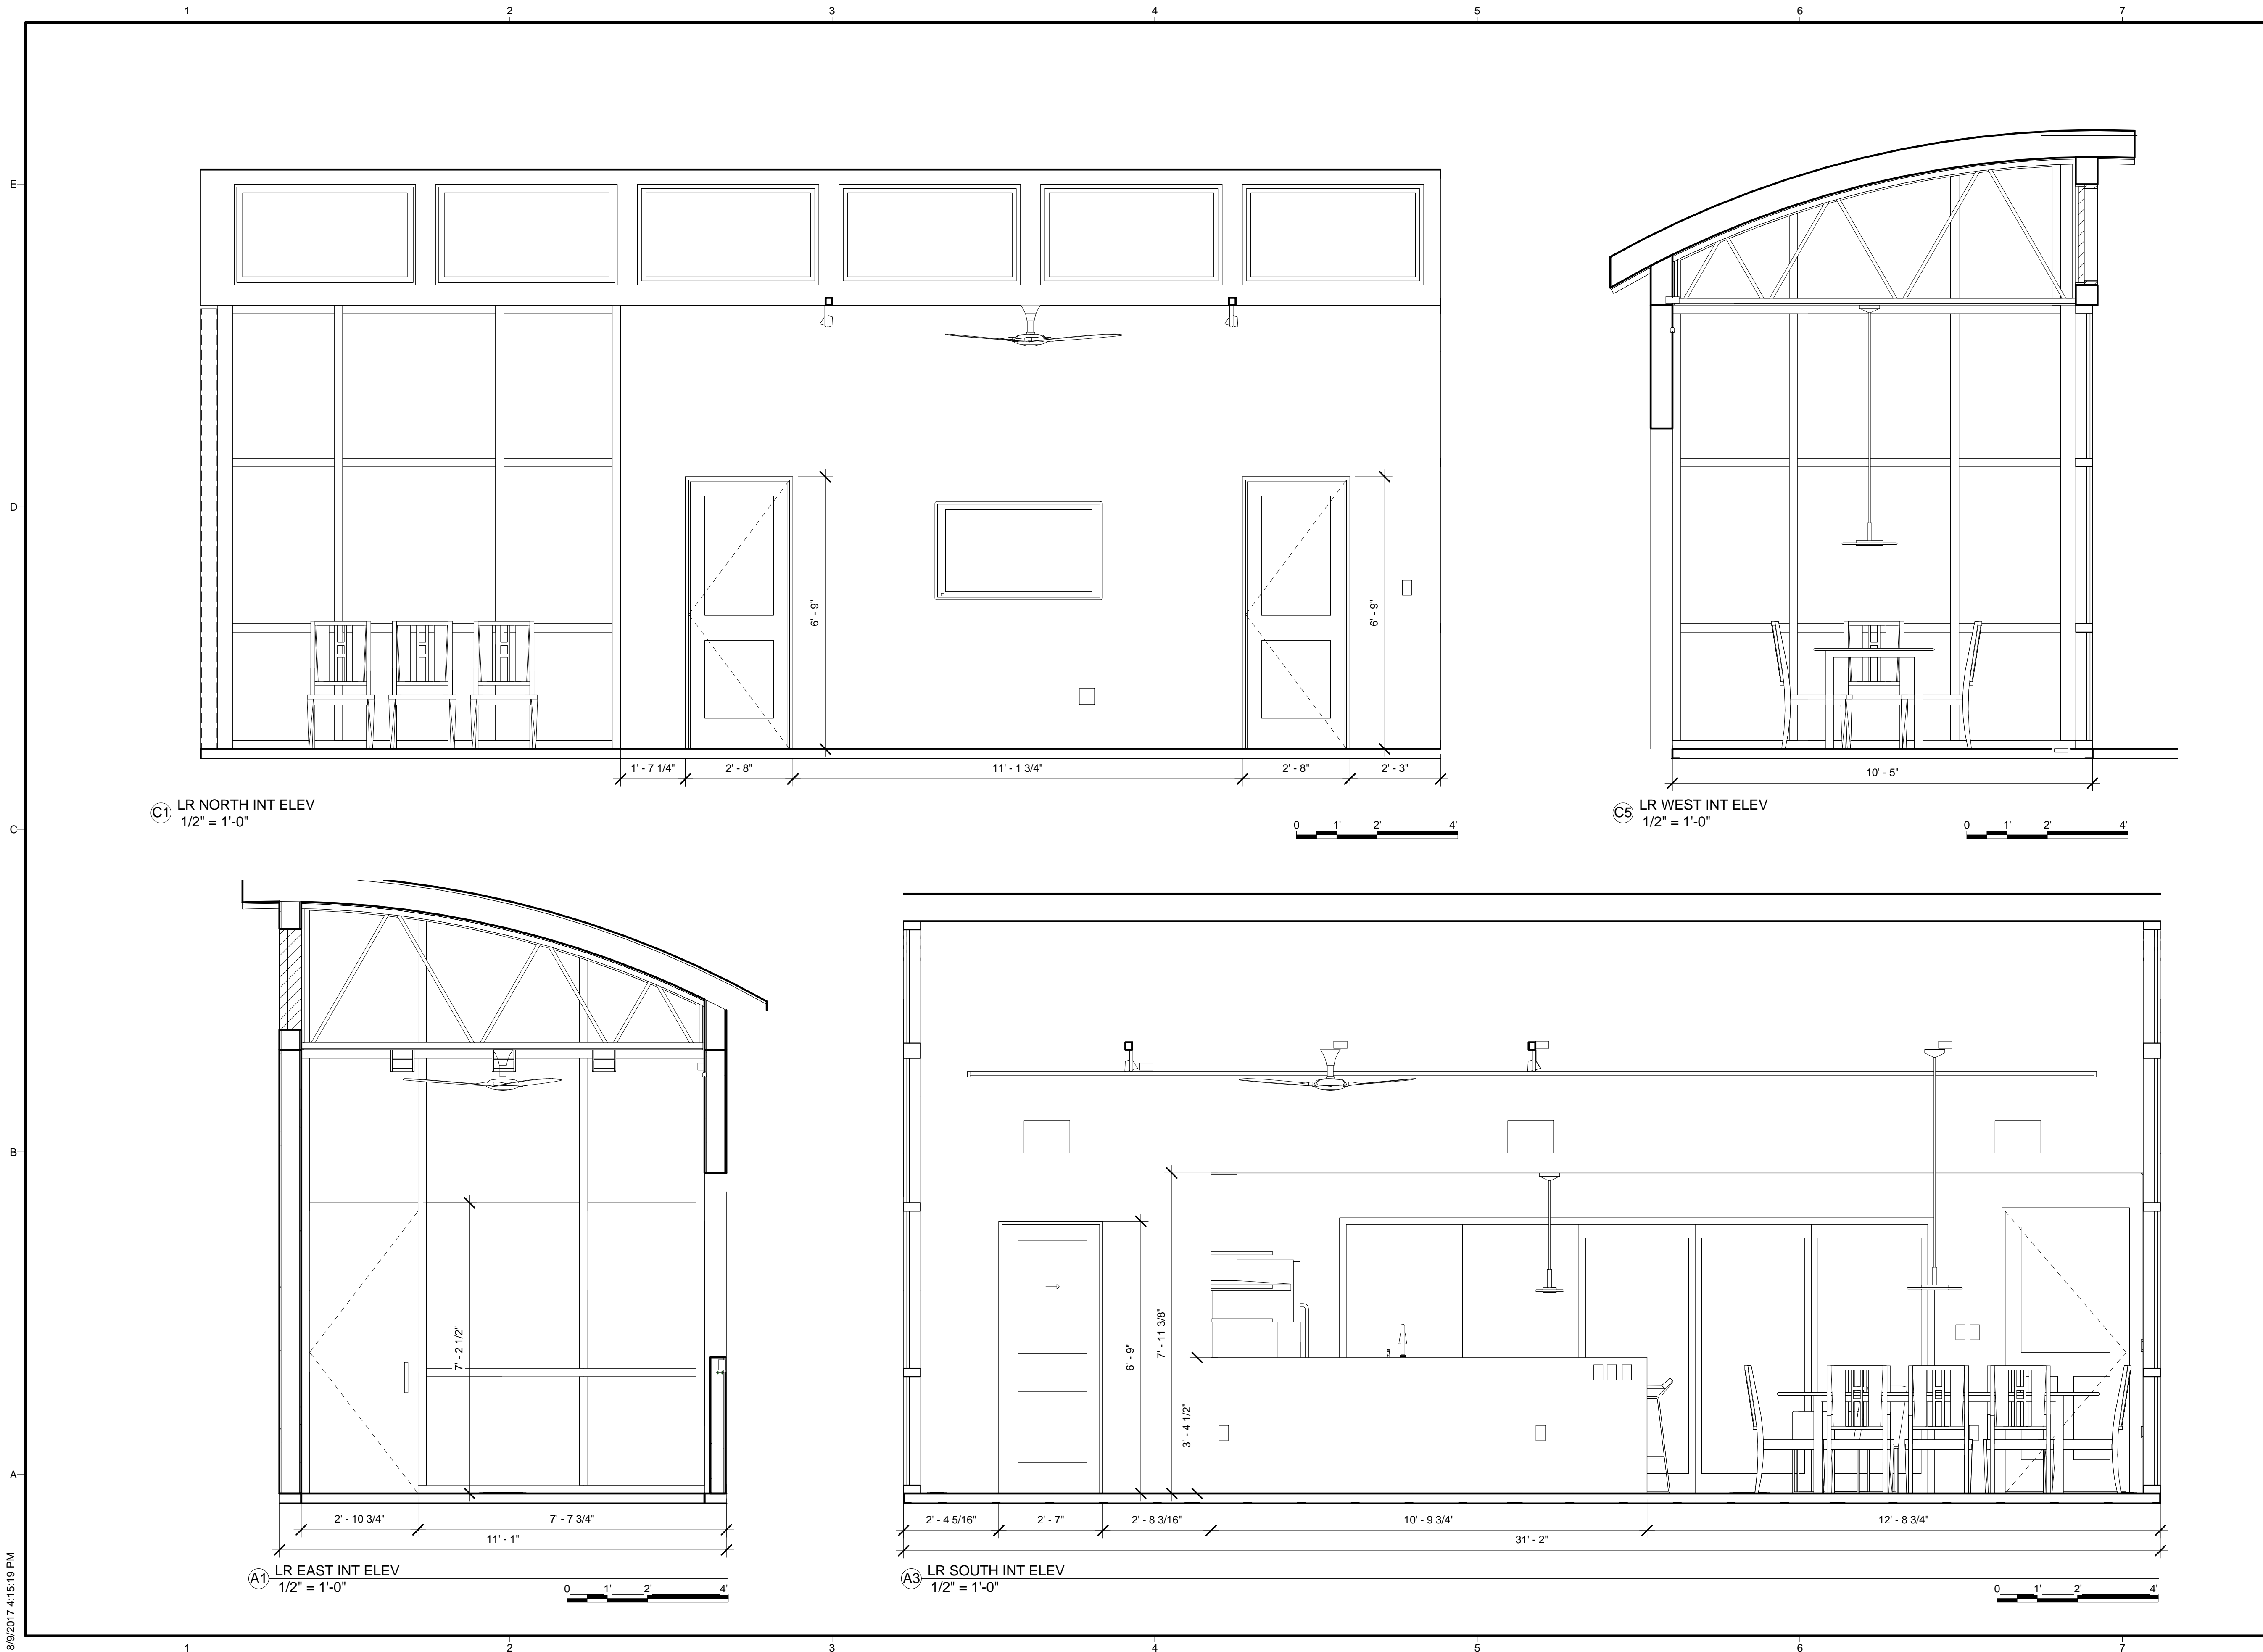 1 2 3 4 5 6 7
E
D
C
B
A
6' - 9"
6' - 9"
1' - 7 1/4" 2' - 8" 11' - 1 3/4" 2' - 8" 2' - 3"
C1 LR NORTH INT ELEV
1/2" = 1'-0"
0 1' 2' 4'
10' - 5"
C5 LR WEST INT ELEV
1/2" = 1'-0"
0 1' 2' 4'
7' - 2 1/2"
2' - 10 3/4" 7' - 7 3/4"
11' - 1"
A1 LR EAST INT ELEV
1/2" = 1'-0"
0 1' 2' 4'
6' - 9"
7' - 11 3/8"
3' - 4 1/2"
2' - 4 5/16" 2' - 7" 2' - 8 3/16" 10' - 9 3/4" 12' - 8 3/4"
31' - 2"
A3 LR SOUTH INT ELEV
1/2" = 1'-0"
0 1' 2' 4'
8/9/2017 4:15:19 PM
1 2 3 4 5 6 7